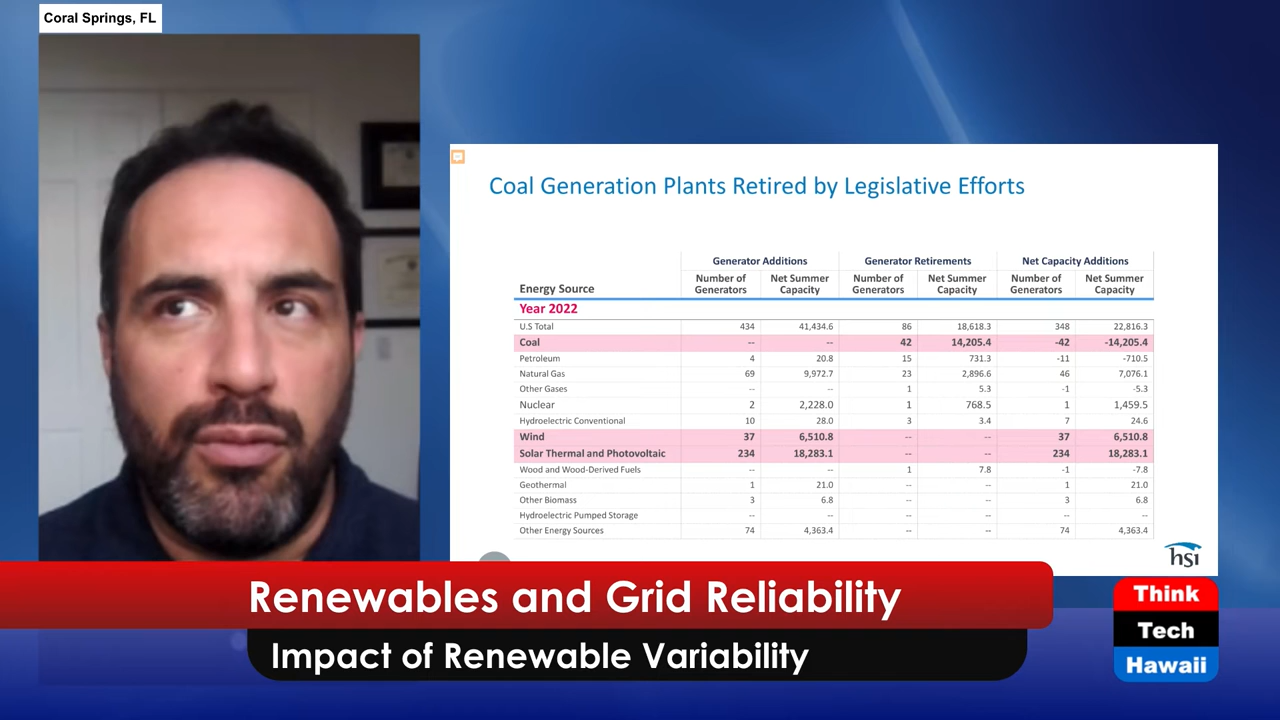 Coral Springs, FL
Coal Generation Plants Retired by Legislative Efforts
Generator Additions Generator Retirements Net Capacity Additions
Energy Source Number of Generators Net Summer Capacity Number of Generators Net Summer Capacity Number of Generators Net Summer Capacity
Year 2022
U.S Total 434 41,434.6 86 18,618.3 348 22,816.3
Coal -- -- 42 14,205.4 -42 -14,205.4
Petroleum 4 20.8 15 731.3 -11 -710.5
Natural Gas 69 9,972.7 23 2,896.6 46 7,076.1
Other Gases -- -- 1 5.3 -1 -5.3
Nuclear 2 2,228.0 1 768.5 1 1,459.5
Hydroelectric Conventional 10 28.0 3 3.4 7 24.6
Wind 37 6,510.8 -- -- 37 6,510.8
Solar Thermal and Photovoltaic 234 18,283.1 -- -- 234 18,283.1
Wood and Wood-Derived Fuels -- -- 1 7.8 -1 -7.8
Geothermal 1 21.0 -- -- 1 21.0
Other Biomass 3 6.8 -- -- 3 6.8
Hydroelectric Pumped Storage -- -- -- -- -- --
Other Energy Sources 74 4,363.4 -- -- 74 4,363.4
hsi
Renewables and Grid Reliability
Impact of Renewable Variability
Think
Tech
Hawaii